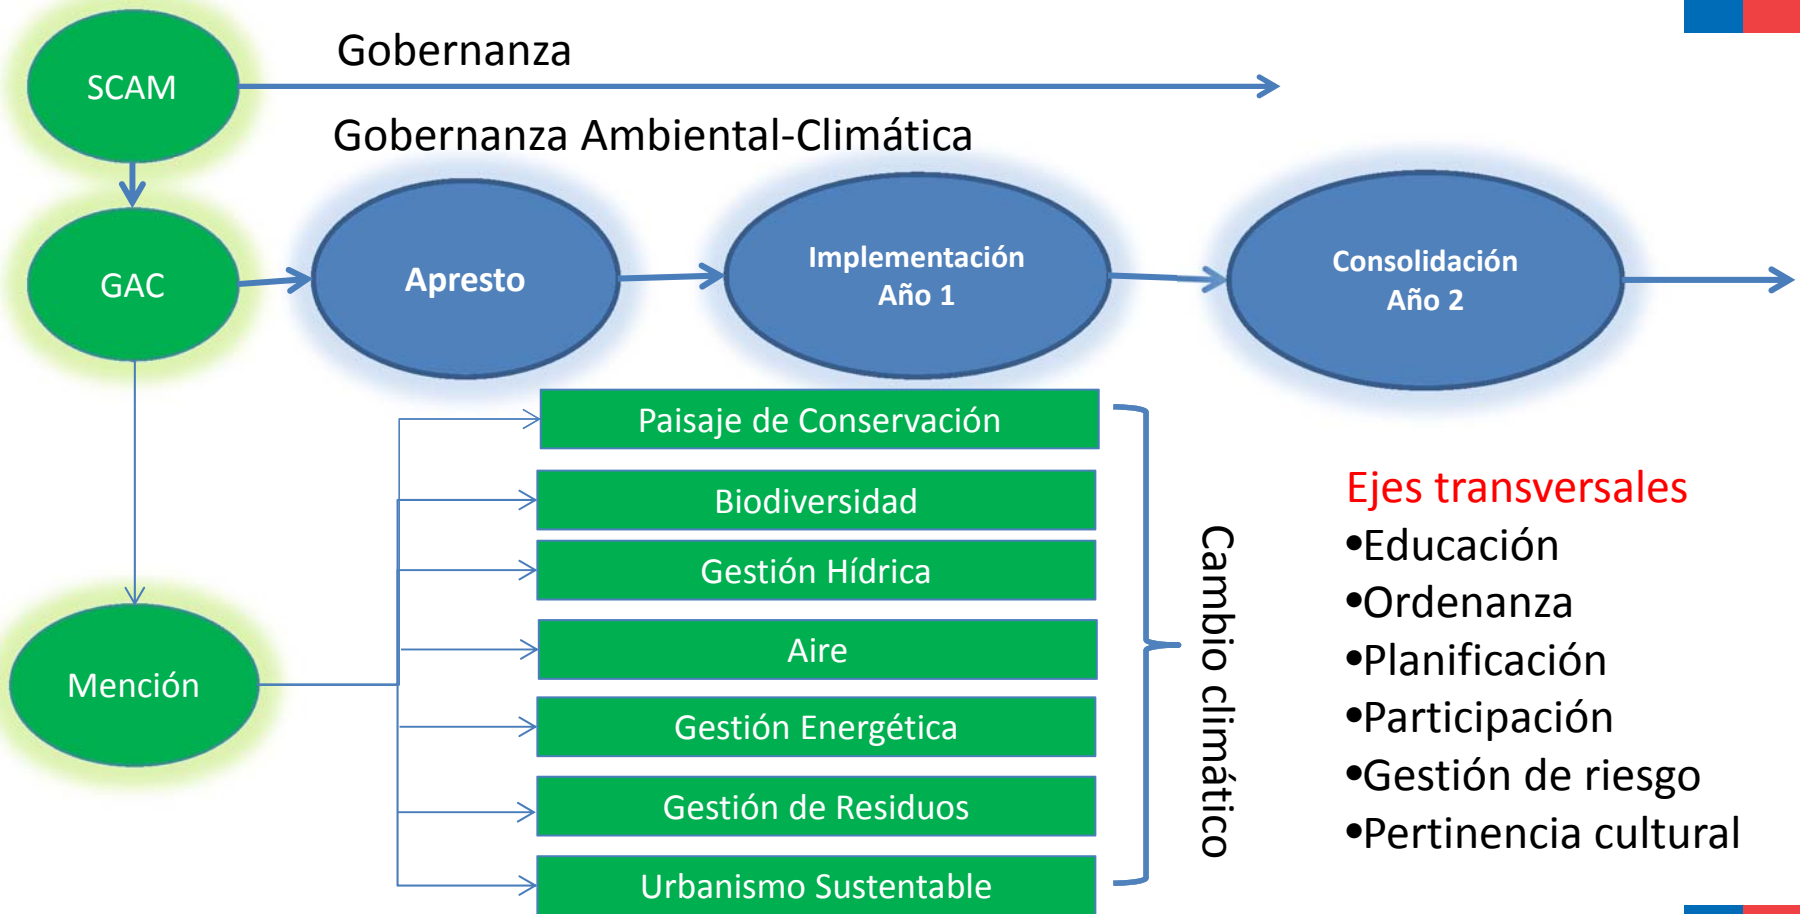 SCAM
Gobernanza
Gobernanza Ambiental-Climática
GAC
Apresto
Implementación
Año 1
Consolidación
Año 2
Mención
Paisaje de Conservación
Biodiversidad
Gestión Hídrica
Aire
Gestión Energética
Gestión de Residuos
Urbanismo Sustentable
Cambio climático
Ejes transversales
•Educación
•Ordenanza
•Planificación
•Participación
•Gestión de riesgo
•Pertinencia cultural